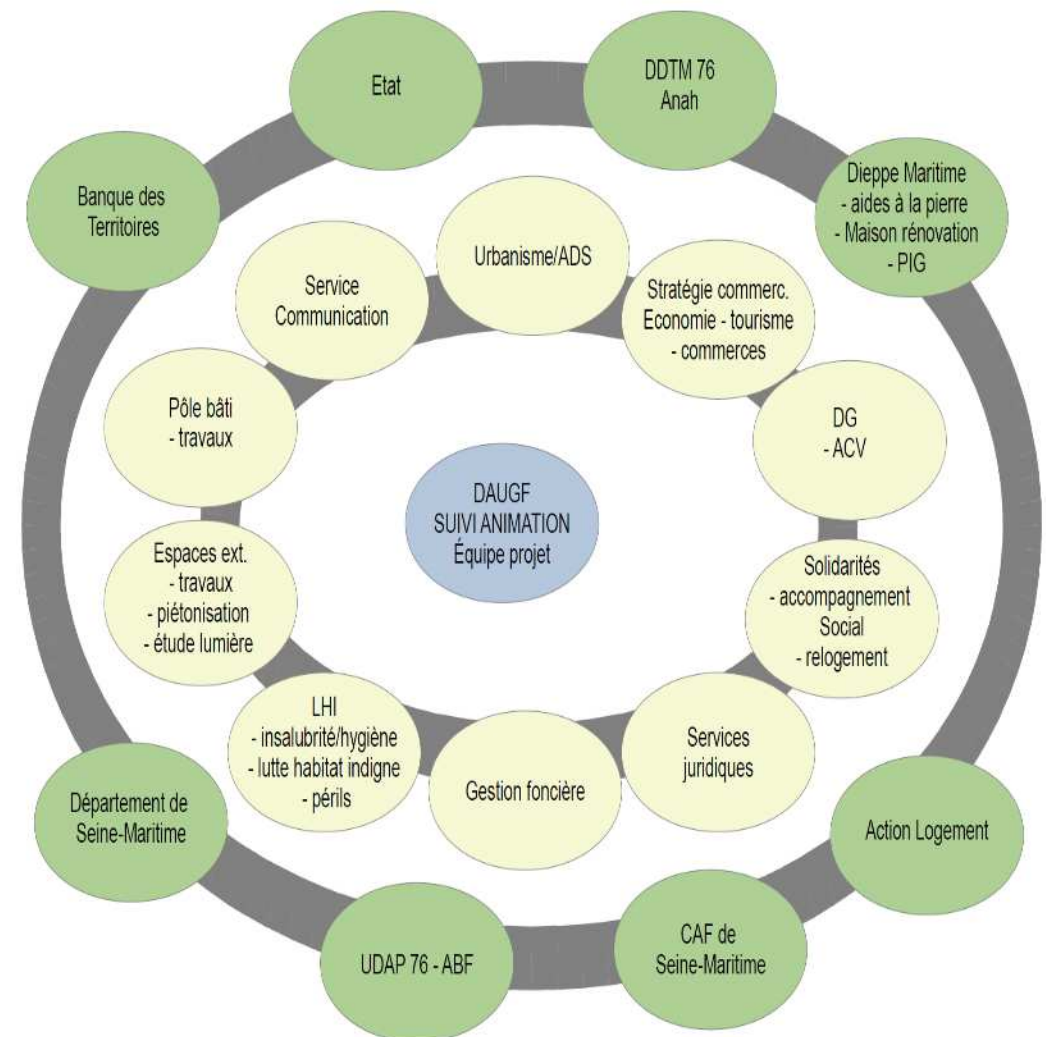 Etat
DDTM 76
Anah
Banque des
Territoires
Dieppe Maritime
- aides à la pierre
- Maison rénovation
- PIG
Urbanisme/ADS
Service
Communication
Stratégie commerc.
Economie - tourisme
- commerces
Pôle bâti
- travaux
DG
- ACV
DAUGF
SUIVI ANIMATION
Équipe projet
Espaces ext.
- travaux
- piétonisation
- étude lumière
Solidarités
- accompagnement
Social
- relogement
LHI
- insalubrité/hygiène
- lutte habitat indigne
- périls
Gestion foncière
Services
juridiques
Département de
Seine-Maritime
Action Logement
UDAP 76 - ABF
CAF de
Seine-Maritime